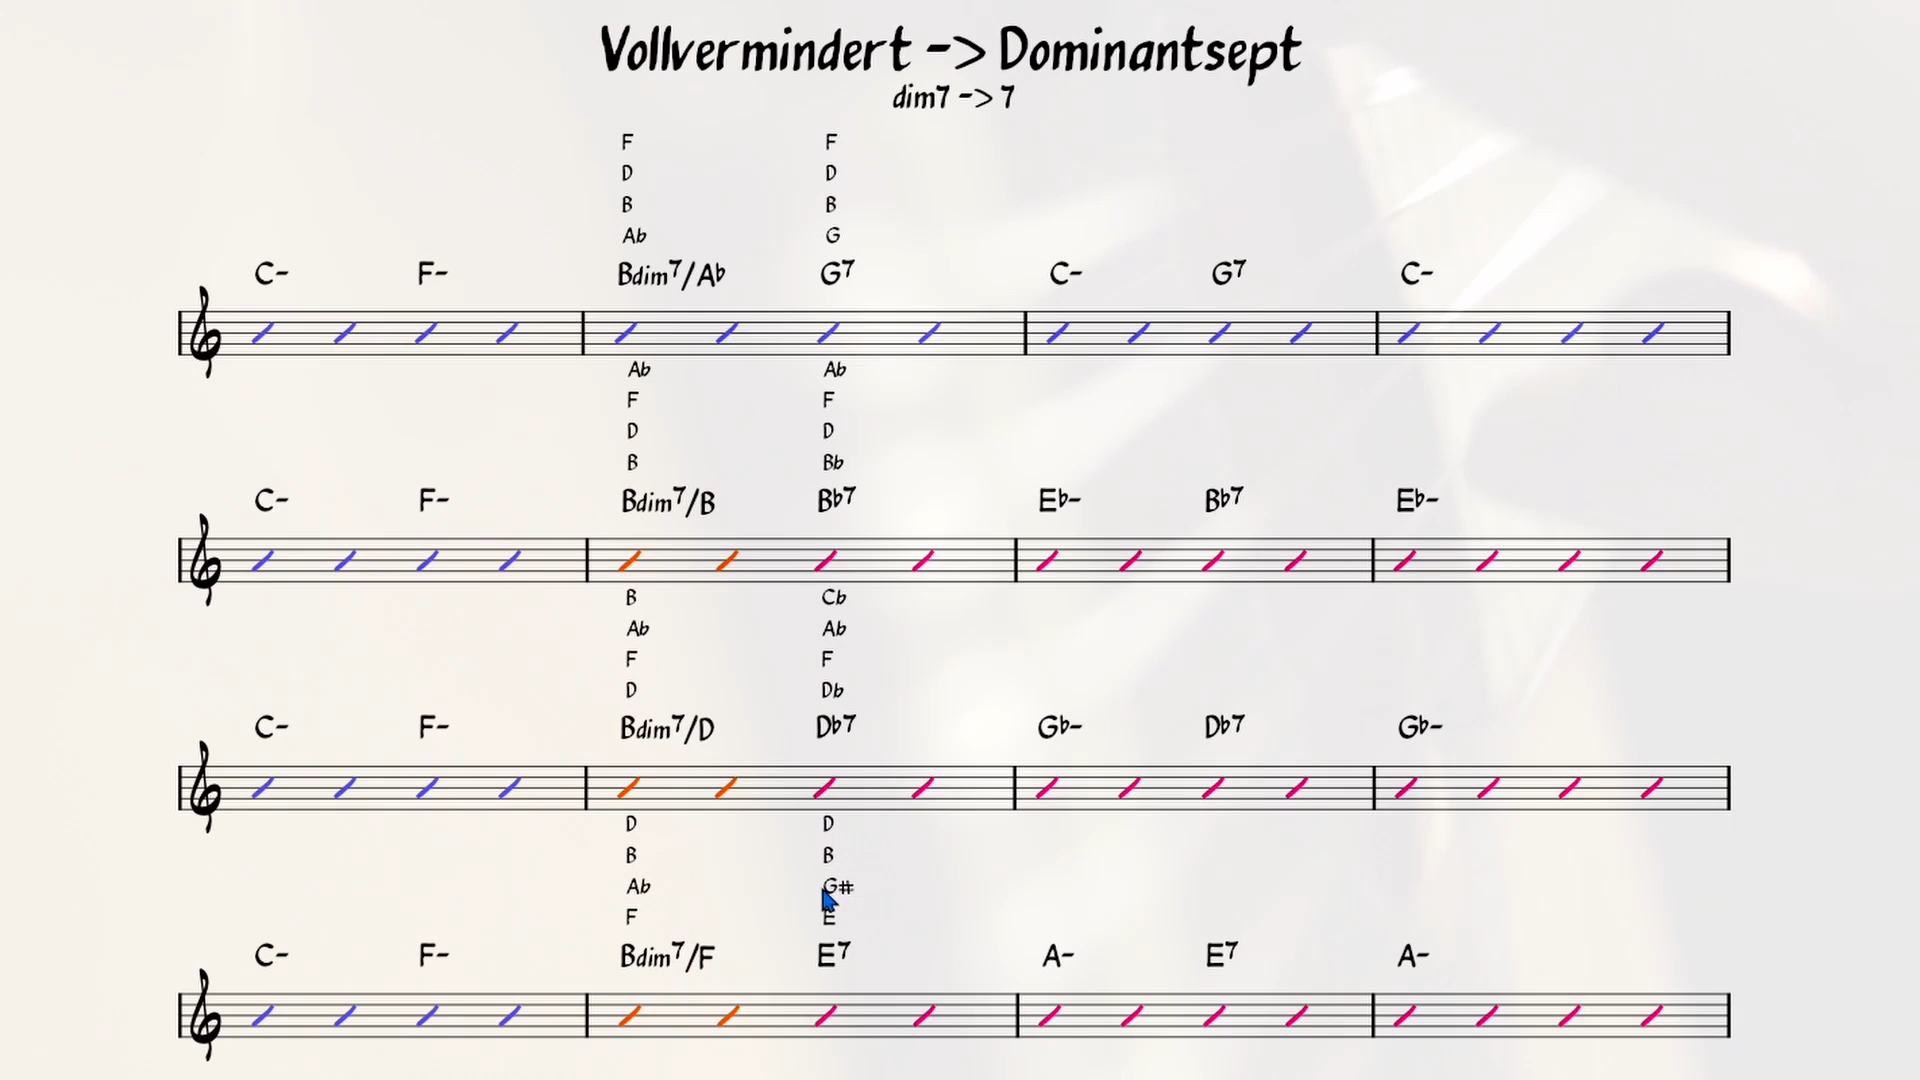 Vollvermindert -> Dominantsept
dim7 -> 7
F F
D D
B B
Ab G
C- F- Bdim7/Ab G7 C- G7 C-
Ab Ab
F F
D D
B Bb
C- F- Bdim7/B Bb7 Eb- Bb7 Eb-
B Cb
Ab Ab
F F
D Db
C- F- Bdim7/D Db7 Gb- Db7 Gb-
D D
B B
Ab G#
F E
C- F- Bdim7/F E7 A- E7 A-